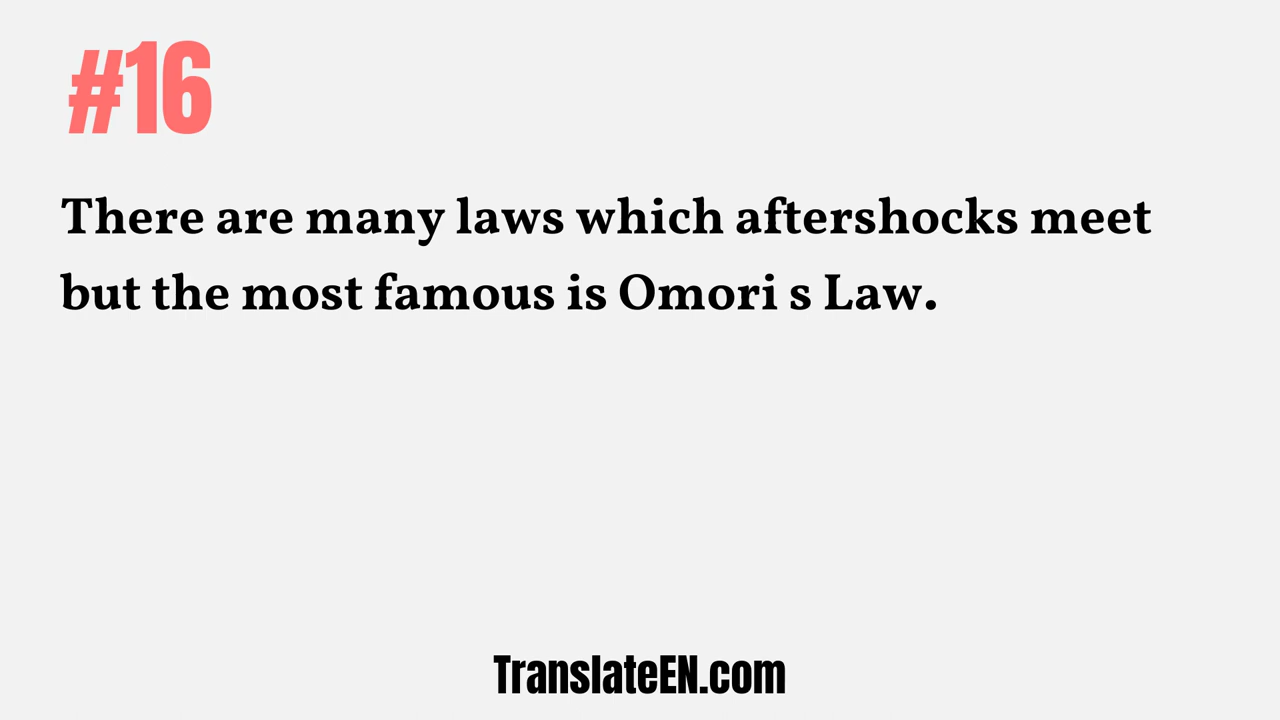 #16
There are many laws which aftershocks meet
but the most famous is Omori s Law.
TranslateEN.com